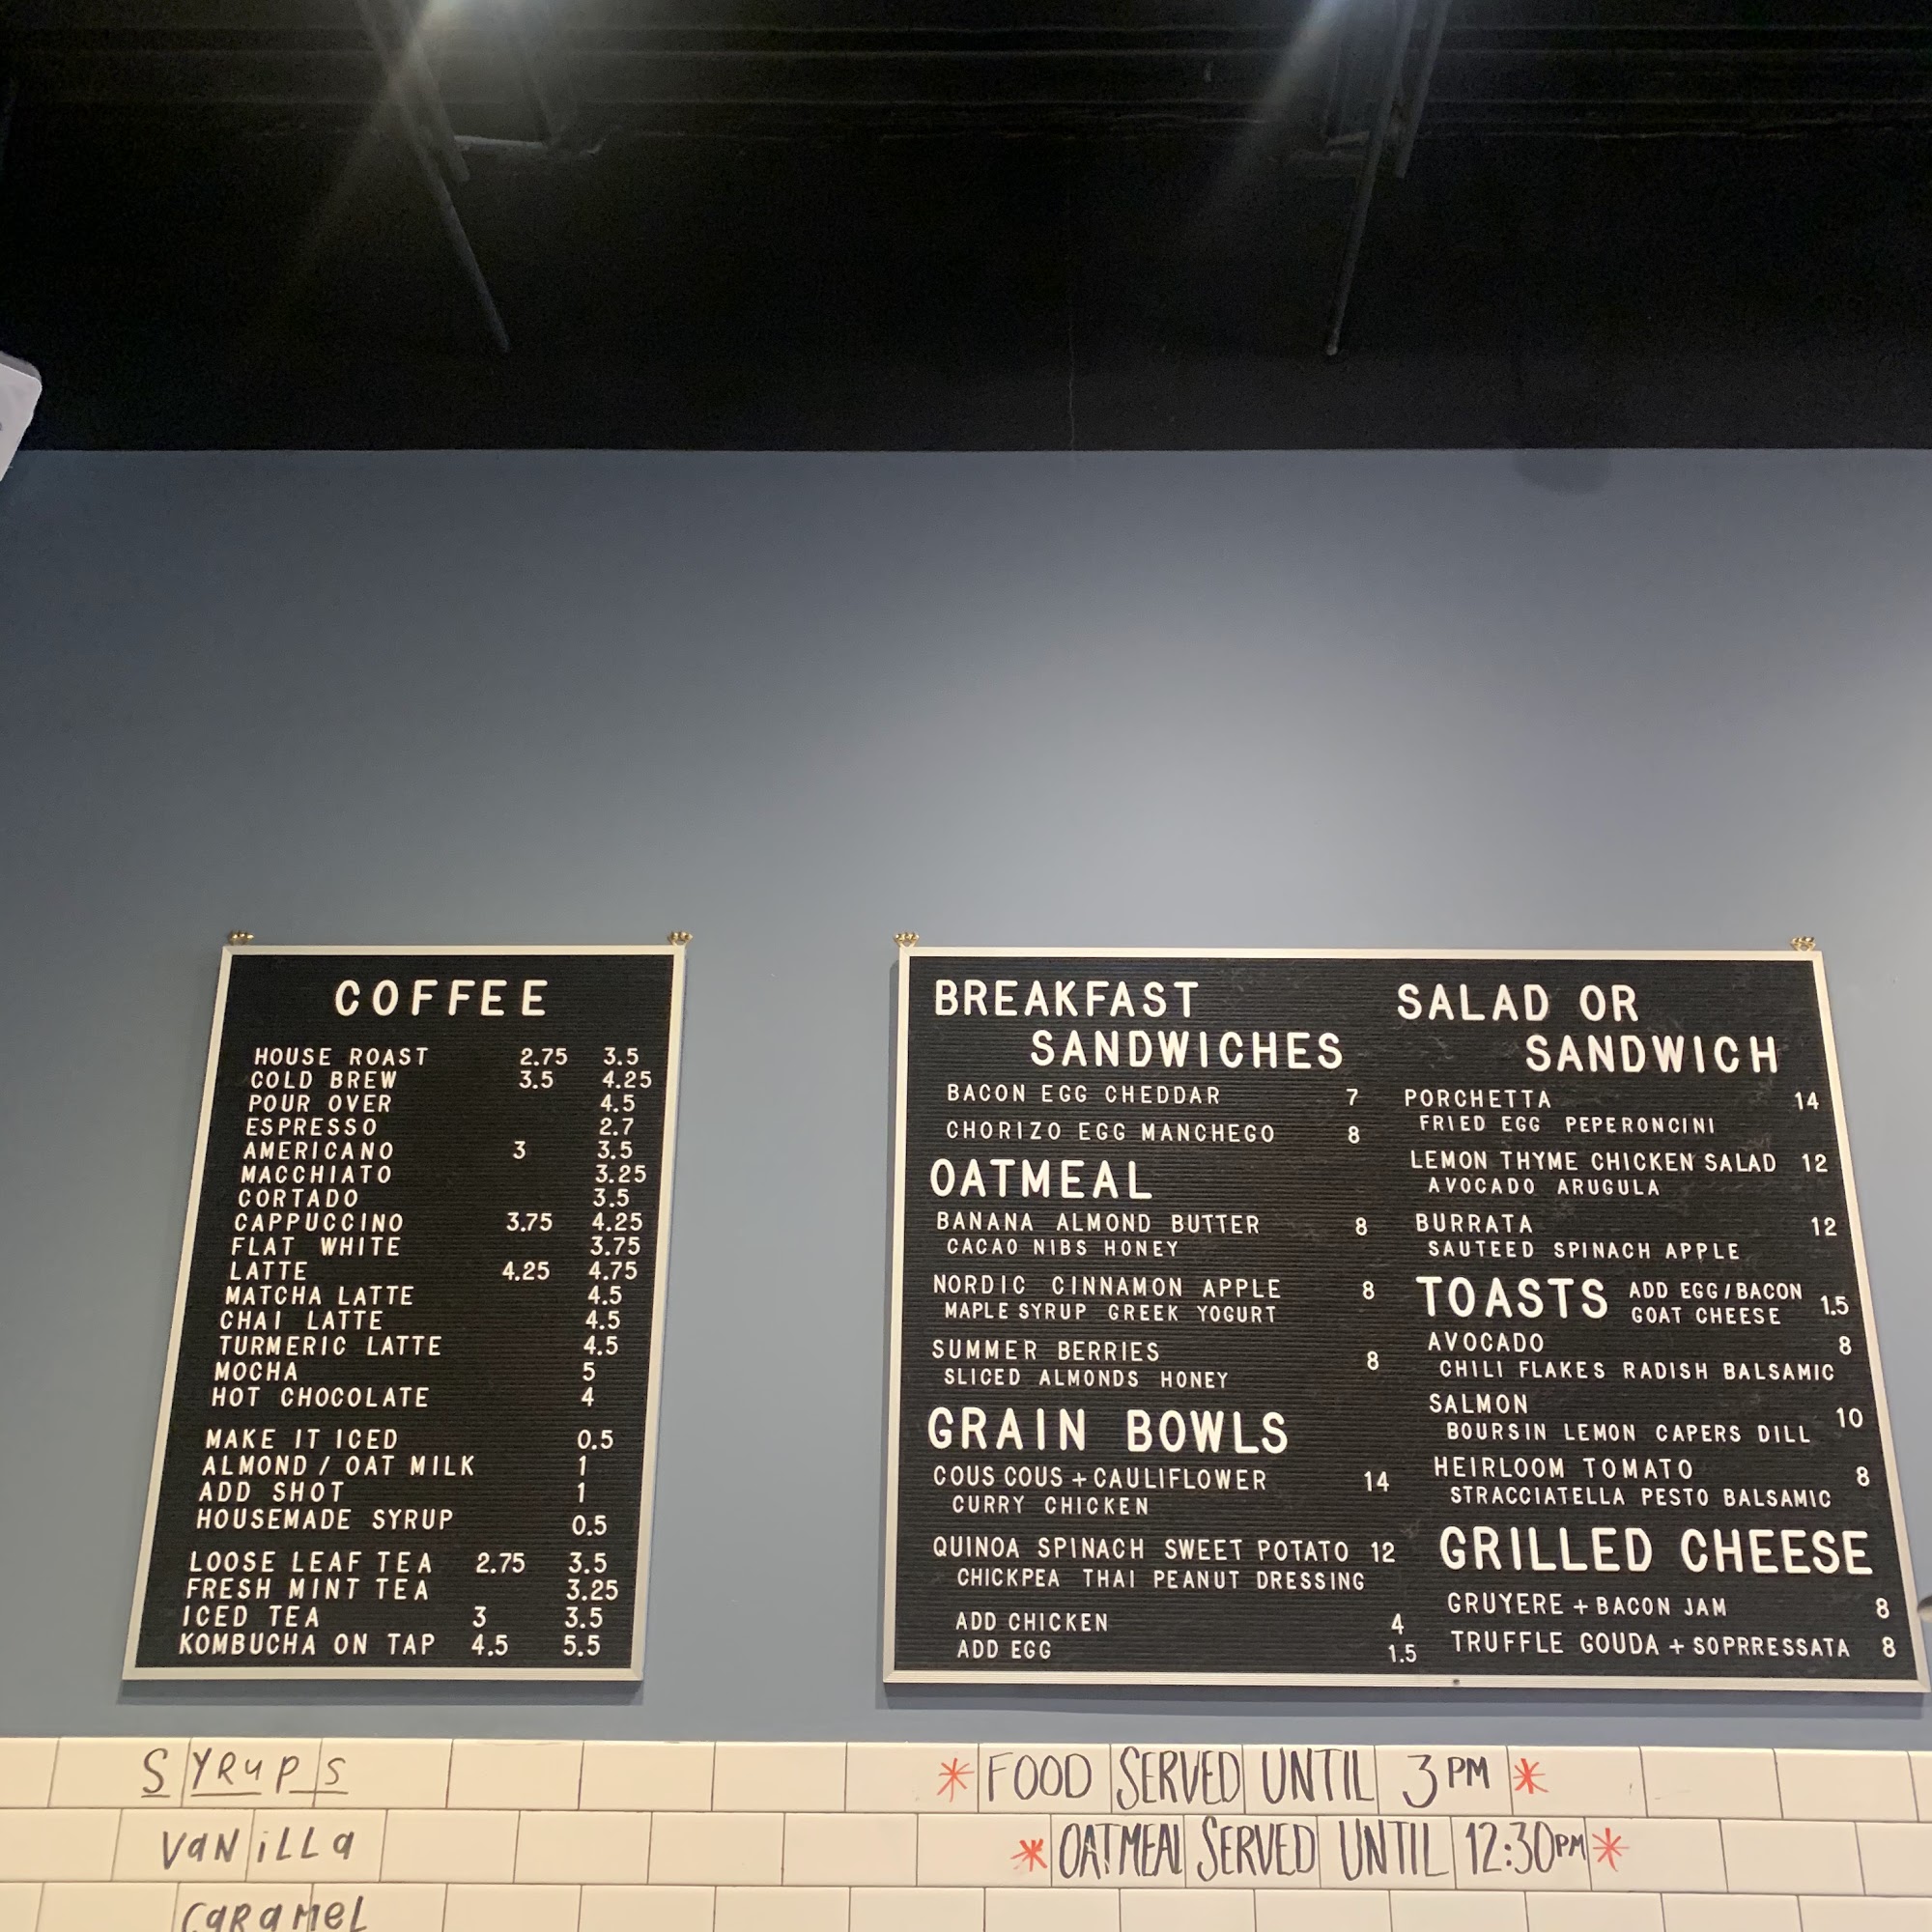 COFFEE
HOUSE ROAST 2.75 3.5
COLD BREW 3.5 4.25
POUR OVER 4.5
ESPRESSO 2.7
AMERICANO 3 3.5
MACCHIATO 3.25
CORTADO 3.5
CAPPUCCINO 3.75 4.25
FLAT WHITE 3.75
LATTE 4.25 4.75
MATCHA LATTE 4.5
CHAI LATTE 4.5
TURMERIC LATTE 4.5
MOCHA 5
HOT CHOCOLATE 4
MAKE IT ICED 0.5
ALMOND / OAT MILK 1
ADD SHOT 1
HOUSEMADE SYRUP 0.5
LOOSE LEAF TEA 2.75 3.5
FRESH MINT TEA 3.25
ICED TEA 3 3.5
KOMBUCHA ON TAP 4.5 5.5
BREAKFAST
SANDWICHES
BACON EGG CHEDDAR 7
CHORIZO EGG MANCHEGO 8
OATMEAL
BANANA ALMOND BUTTER 8
CACAO NIBS HONEY
NORDIC CINNAMON APPLE 8
MAPLE SYRUP GREEK YOGURT
SUMMER BERRIES 8
SLICED ALMONDS HONEY
GRAIN BOWLS
COUS COUS + CAULIFLOWER 14
CURRY CHICKEN
QUINOA SPINACH SWEET POTATO 12
CHICKPEA THAI PEANUT DRESSING
ADD CHICKEN 4
ADD EGG 1.5
SALAD OR
SANDWICH
PORCHETTA 14
FRIED EGG PEPERONCINI
LEMON THYME CHICKEN SALAD 12
AVOCADO ARUGULA
BURRATA 12
SAUTEED SPINACH APPLE
TOASTS ADD EGG/BACON
GOAT CHEESE 1.5
AVOCADO 8
CHILI FLAKES RADISH BALSAMIC
SALMON 10
BOURSIN LEMON CAPERS DILL
HEIRLOOM TOMATO 8
STRACCIATELLA PESTO BALSAMIC
GRILLED CHEESE
GRUYERE + BACON JAM 8
TRUFFLE GOUDA + SOPRRESSATA 8
SYRUPS
VANILLA
CARAMEL
* FOOD SERVED UNTIL 3PM *
* OATMEAL SERVED UNTIL 12:30PM *